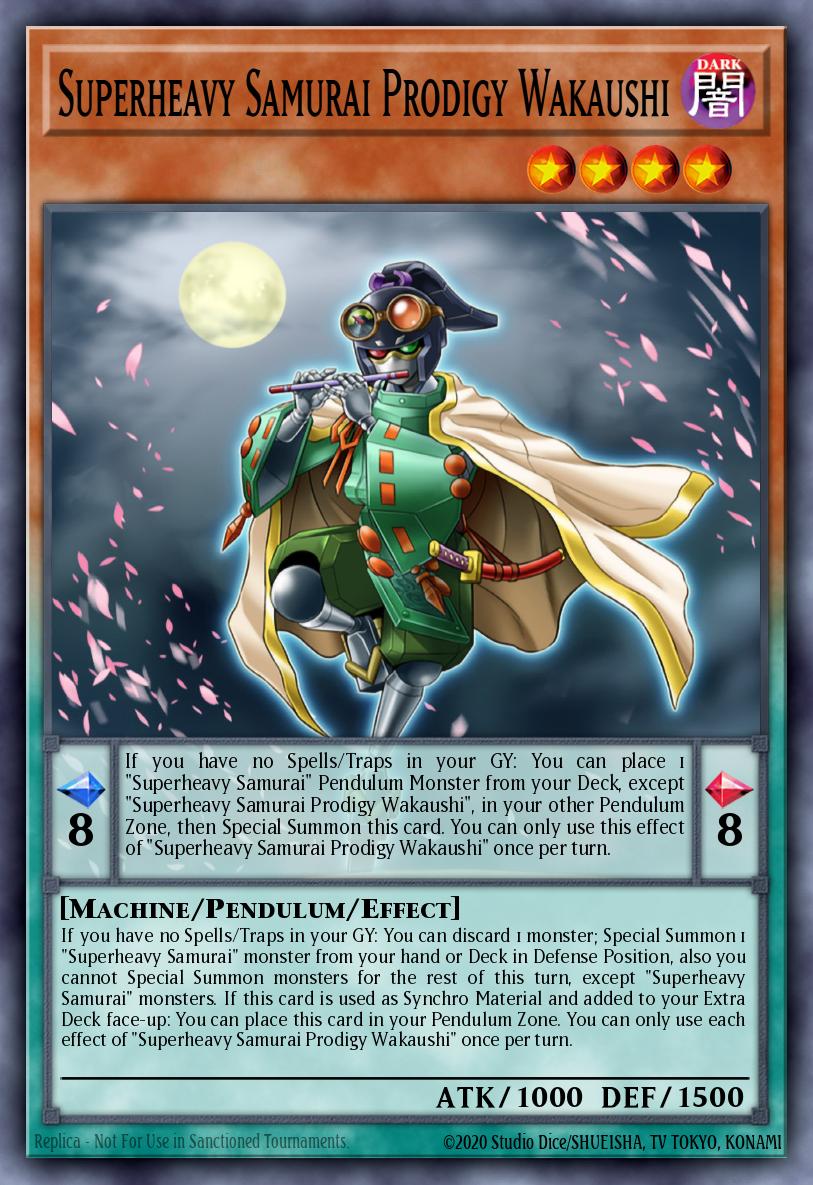 Superheavy Samurai Prodigy Wakaushi
DARK
闇
If you have no Spells/Traps in your GY: You can place 1
"Superheavy Samurai" Pendulum Monster from your Deck, except
"Superheavy Samurai Prodigy Wakaushi", in your other Pendulum
Zone, then Special Summon this card. You can only use this effect
of "Superheavy Samurai Prodigy Wakaushi" once per turn.
8
8
[Machine/Pendulum/Effect]
If you have no Spells/Traps in your GY: You can discard 1 monster; Special Summon 1
"Superheavy Samurai" monster from your hand or Deck in Defense Position, also you
cannot Special Summon monsters for the rest of this turn, except "Superheavy
Samurai" monsters. If this card is used as Synchro Material and added to your Extra
Deck face-up: You can place this card in your Pendulum Zone. You can only use each
effect of "Superheavy Samurai Prodigy Wakaushi" once per turn.
ATK/1000 DEF/1500
Replica - Not For Use in Sanctioned Tournaments.
©2020 Studio Dice/SHUEISHA, TV TOKYO, KONAMI